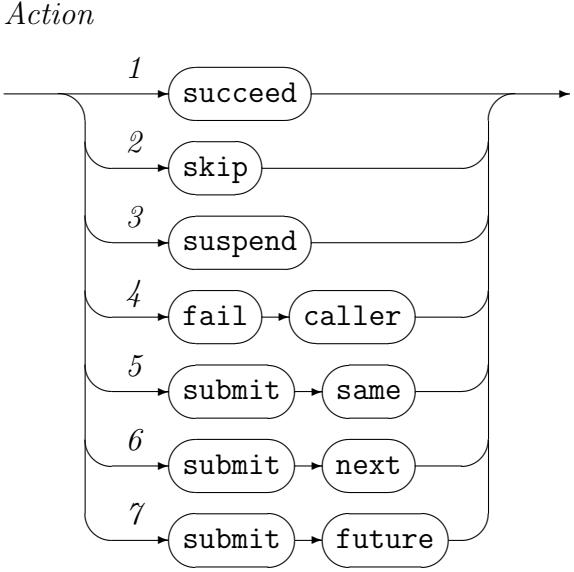 Action
1 succeed
2 skip
3 suspend
4 fail caller
5 submit same
6 submit next
7 submit future